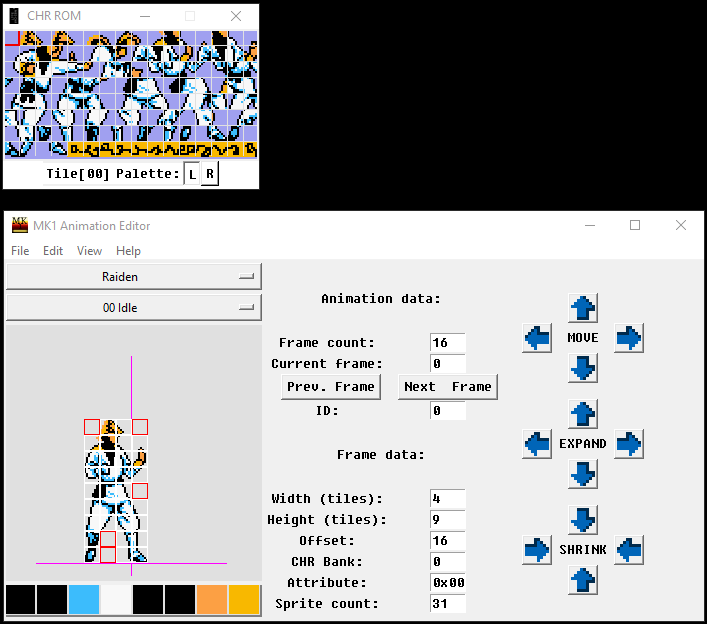 CHR ROM
Tile[00] Palette: L R
MK1 Animation Editor
File Edit View Help
Raiden
00 Idle
Animation data:
Frame count: 16
Current frame: 0
Prev. Frame Next Frame
ID: 0
Frame data:
Width (tiles): 4
Height (tiles): 9
Offset: 16
CHR Bank: 0
Attribute: 0x00
Sprite count: 31
MOVE
EXPAND
SHRINK